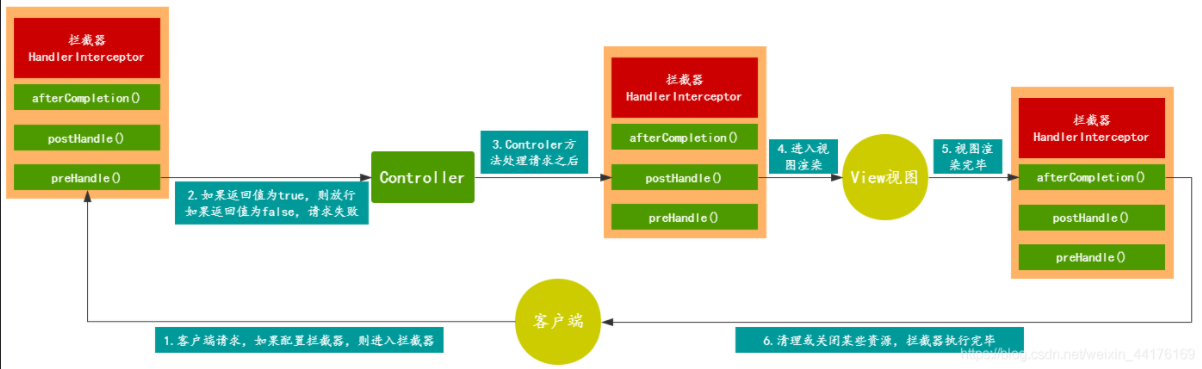 拦截器
HandlerInterceptor
afterCompletion()
postHandle()
preHandle()
2.如果返回值为true，则放行
如果返回值为false，请求失败
Controller
3.Controler方
法处理请求之后
拦截器
HandlerInterceptor
afterCompletion()
postHandle()
preHandle()
4.进入视
图渲染
View视图
5.视图渲
染完毕
拦截器
HandlerInterceptor
afterCompletion()
postHandle()
preHandle()
客户端
1.客户端请求，如果配置拦截器，则进入拦截器
6.清理或关闭某些资源，拦截器执行完毕
https://blog.csdn.net/weixin_44176169